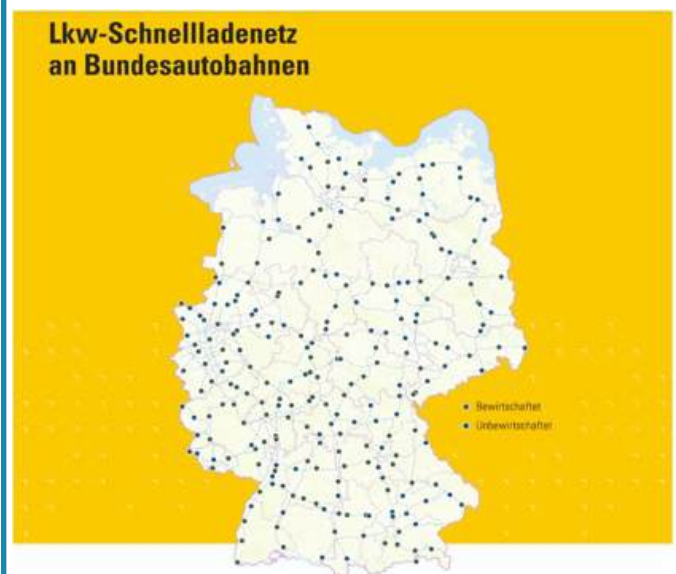 Lkw-Schnellladenetz
an Bundesautobahnen
Bewirtschaftet
Unbewirtschaftet